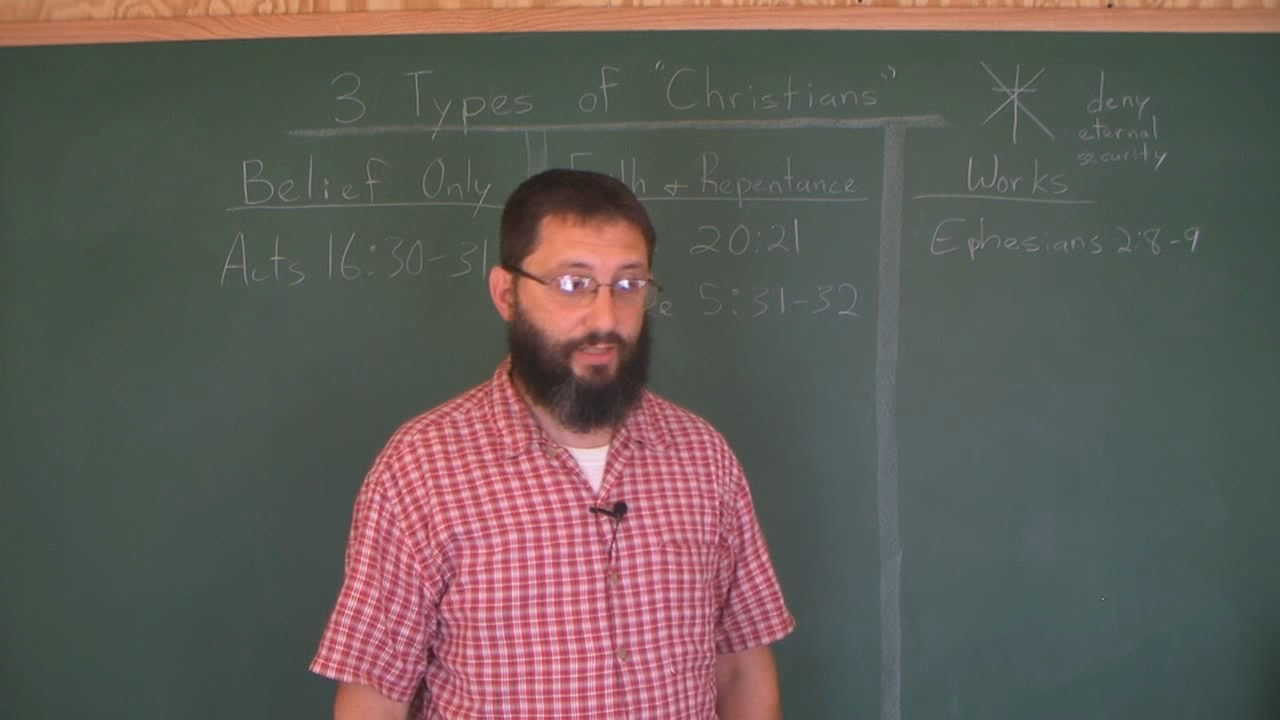 3 Types of "Christians"
deny
eternal
security
Belief Only
& Repentance
Works
Acts 16:30-31
20:21
Ephesians 2:8-9
5:31-32